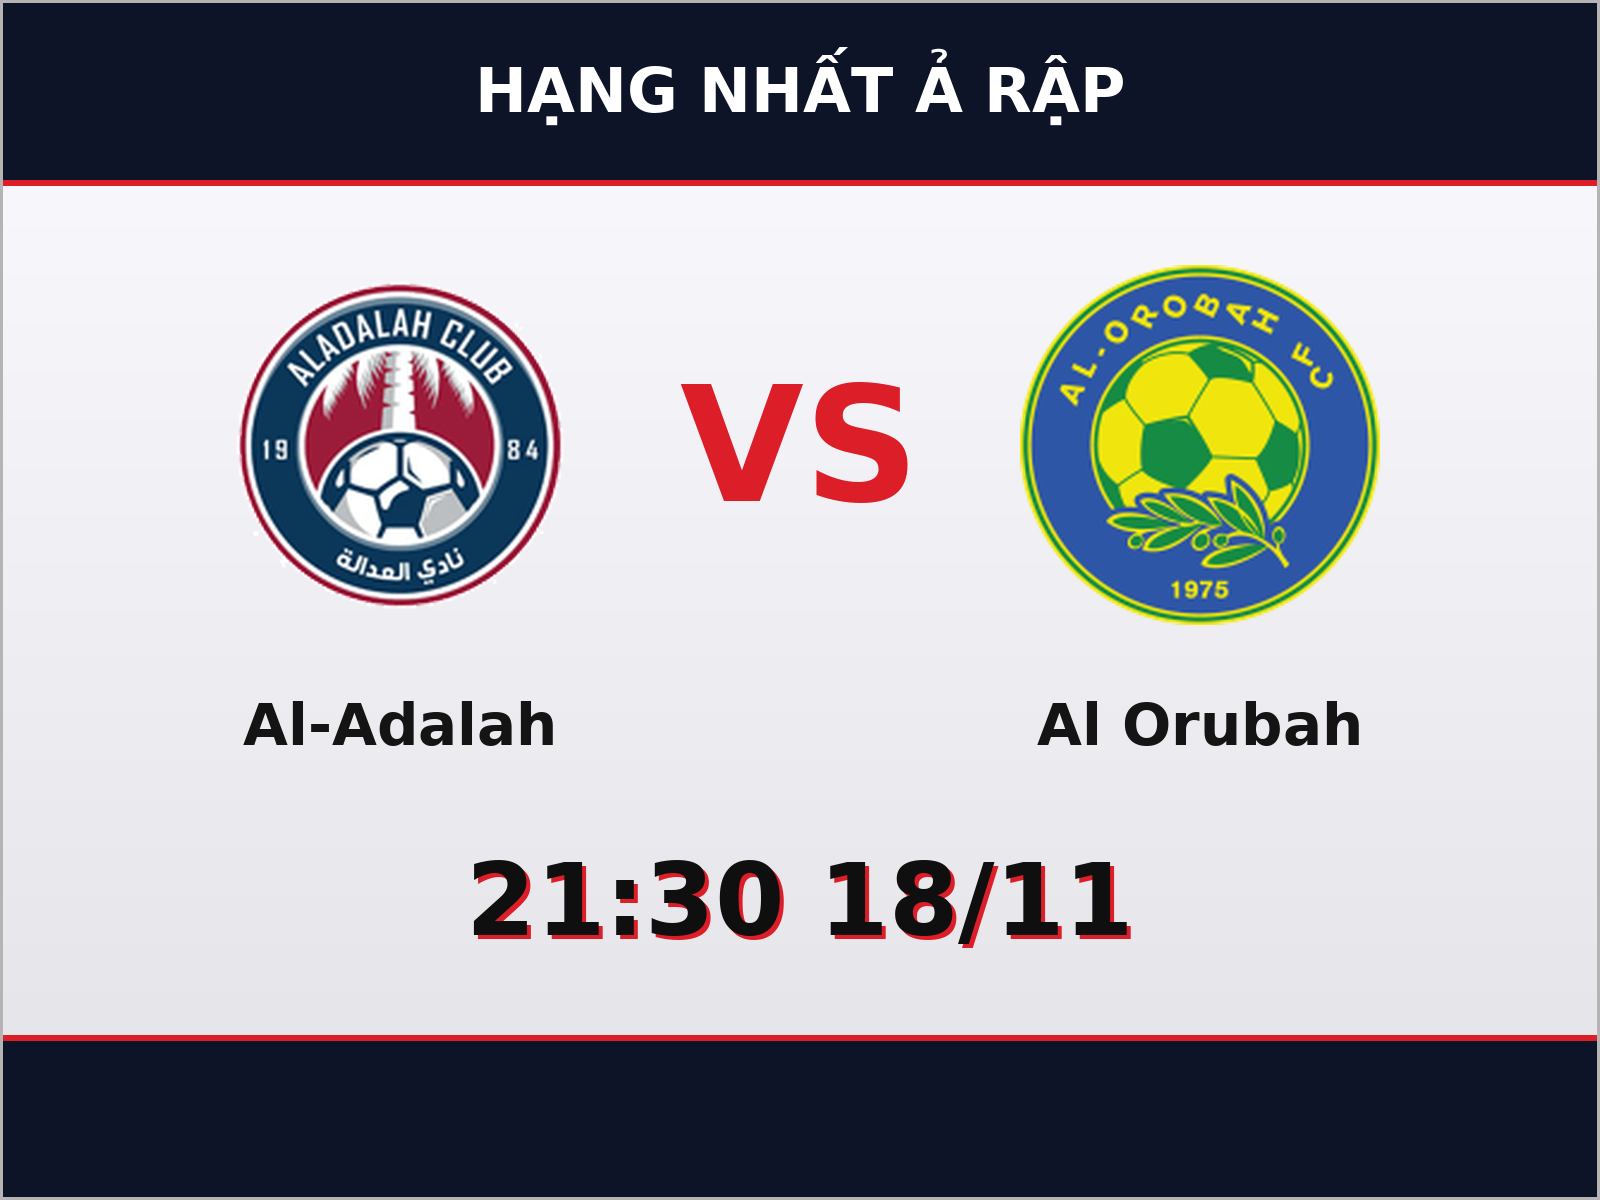 HẠNG NHẤT Ả RẬP
ALADALAH CLUB
19 84
نادي العدالة
VS
AL-OROBAH FC
1975
Al-Adalah
Al Orubah
21:30 18/11